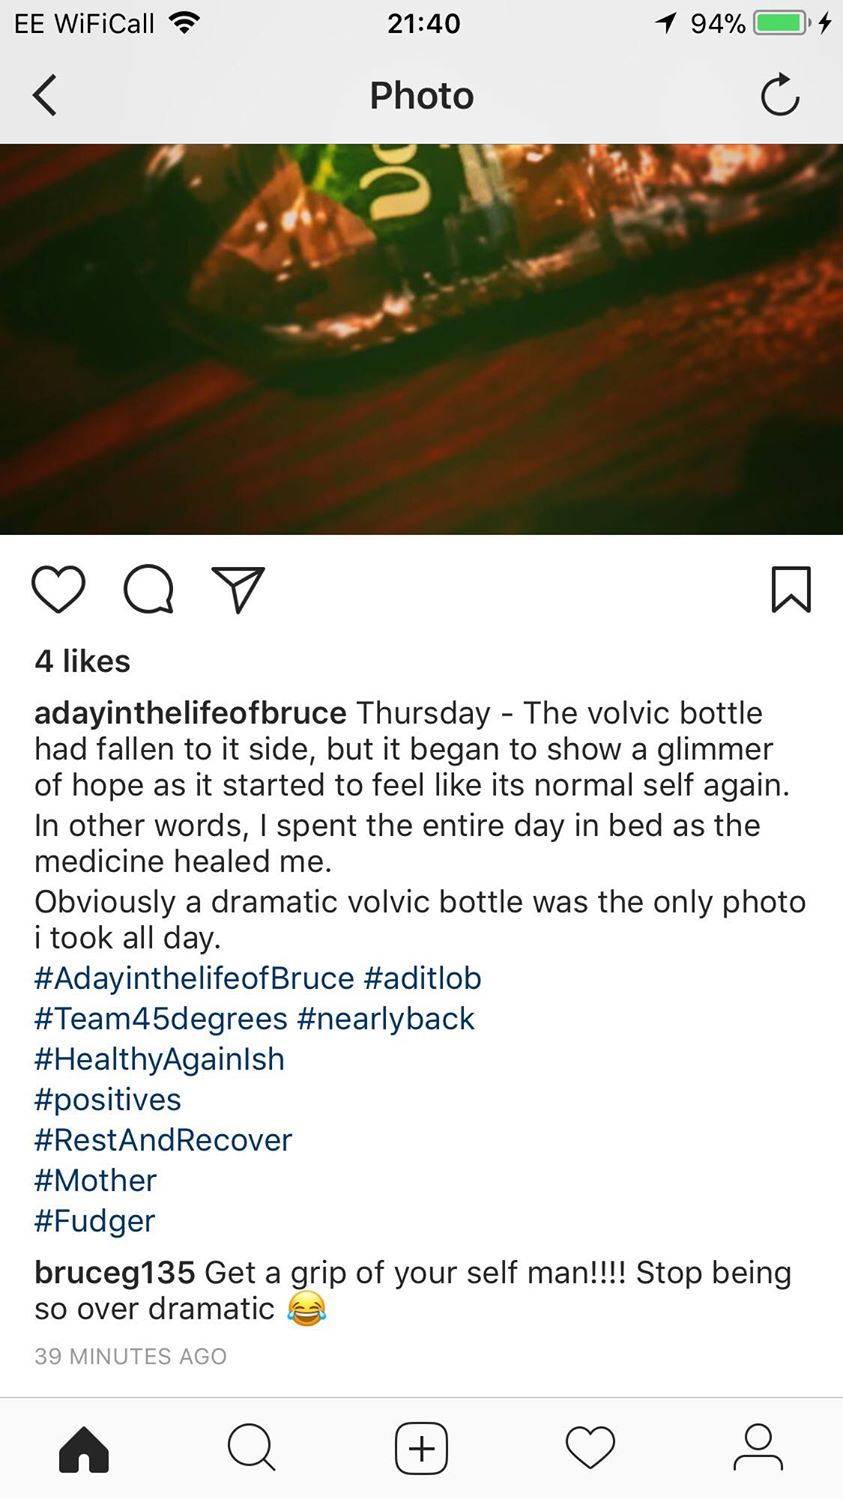 EE WiFiCall 21:40 94%
Photo
4 likes
adayinthelifeofbruce Thursday - The volvic bottle
had fallen to it side, but it began to show a glimmer
of hope as it started to feel like its normal self again.
In other words, I spent the entire day in bed as the
medicine healed me.
Obviously a dramatic volvic bottle was the only photo
i took all day.
#AdayinthelifeofBruce #aditlob
#Team45degrees #nearlyback
#HealthyAgainIsh
#positives
#RestAndRecover
#Mother
#Fudger
bruceg135 Get a grip of your self man!!!! Stop being
so over dramatic 😂
39 MINUTES AGO